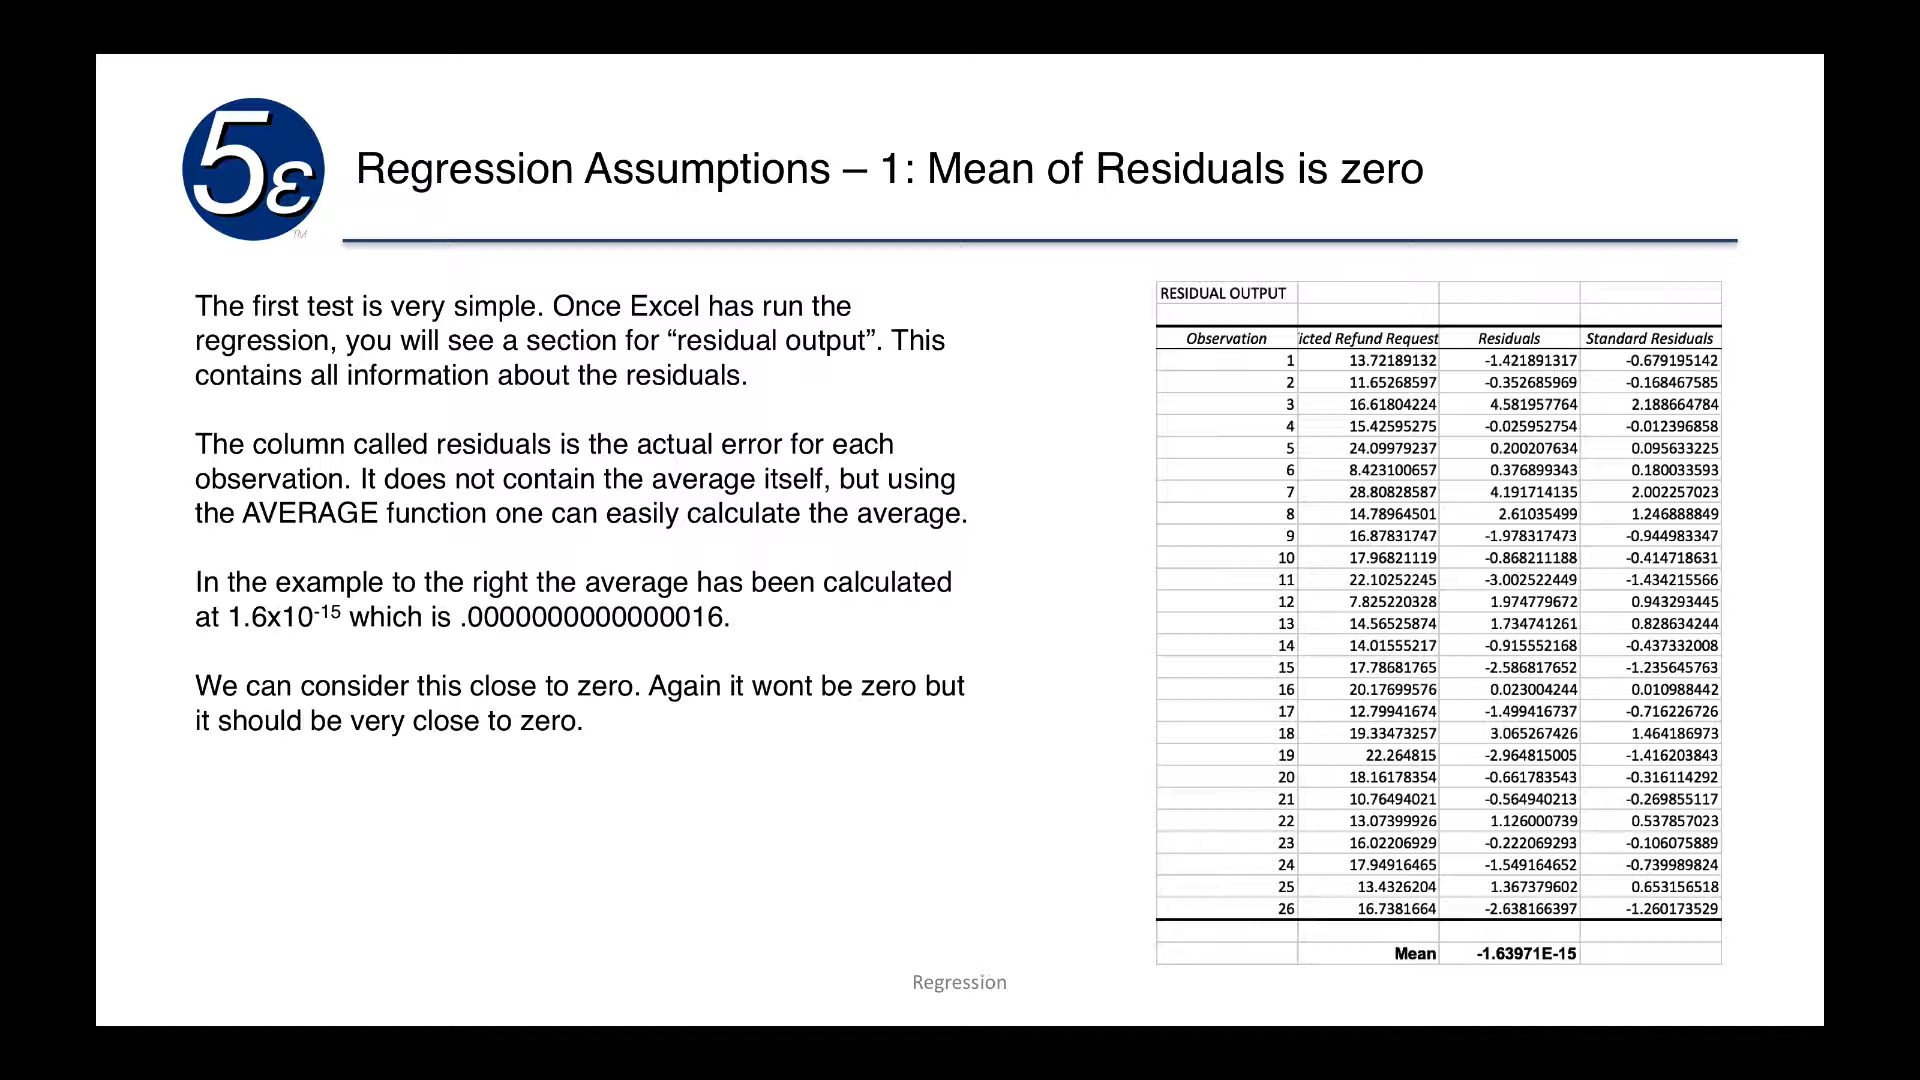 5ε
TM
Regression Assumptions – 1: Mean of Residuals is zero
The first test is very simple. Once Excel has run the
regression, you will see a section for “residual output”. This
contains all information about the residuals.
The column called residuals is the actual error for each
observation. It does not contain the average itself, but using
the AVERAGE function one can easily calculate the average.
In the example to the right the average has been calculated
at 1.6x10-15 which is .0000000000000016.
We can consider this close to zero. Again it wont be zero but
it should be very close to zero.
RESIDUAL OUTPUT
Observation icted Refund Request Residuals Standard Residuals
1 13.72189132 -1.421891317 -0.679195142
2 11.65268597 -0.352685969 -0.168467585
3 16.61804224 4.581957764 2.188664784
4 15.42595275 -0.025952754 -0.012396858
5 24.09979237 0.200207634 0.095633225
6 8.423100657 0.376899343 0.180033593
7 28.80828587 4.191714135 2.002257023
8 14.78964501 2.61035499 1.246888849
9 16.87831747 -1.978317473 -0.944983347
10 17.96821119 -0.868211188 -0.414718631
11 22.10252245 -3.002522449 -1.434215566
12 7.825220328 1.974779672 0.943293445
13 14.56525874 1.734741261 0.828634244
14 14.01555217 -0.915552168 -0.437332008
15 17.78681765 -2.586817652 -1.235645763
16 20.17699576 0.023004244 0.010988442
17 12.79941674 -1.499416737 -0.716226726
18 19.33473257 3.065267426 1.464186973
19 22.264815 -2.964815005 -1.416203843
20 18.16178354 -0.661783543 -0.316114292
21 10.76494021 -0.564940213 -0.269855117
22 13.07399926 1.126000739 0.537857023
23 16.02206929 -0.222069293 -0.106075889
24 17.94916465 -1.549164652 -0.739989824
25 13.4326204 1.367379602 0.653156518
26 16.7381664 -2.638166397 -1.260173529
Mean -1.63971E-15
Regression